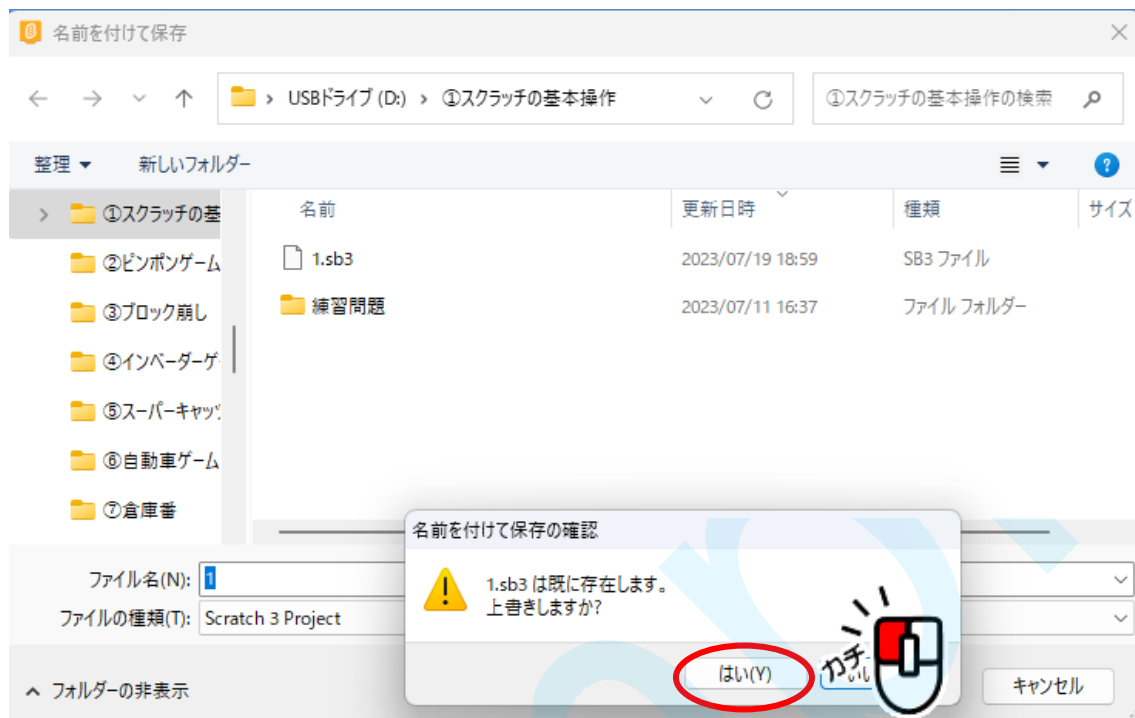 名前を付けて保存
USBドライブ (D:) › ①スクラッチの基本操作
①スクラッチの基本操作の検索
整理 新しいフォルダー
①スクラッチの基
名前 更新日時 種類 サイズ
1.sb3 2023/07/19 18:59 SB3 ファイル
②ピンポンゲーム
練習問題 2023/07/11 16:37 ファイル フォルダー
③ブロック崩し
④インベーダーゲ
⑤スーパーキャッツ
⑥自動車ゲーム
⑦倉庫番
名前を付けて保存の確認
1.sb3 は既に存在します。
上書きしますか?
はい(Y)
カチ
ファイル名(N): 1
ファイルの種類(T): Scratch 3 Project
フォルダーの非表示
キャンセル